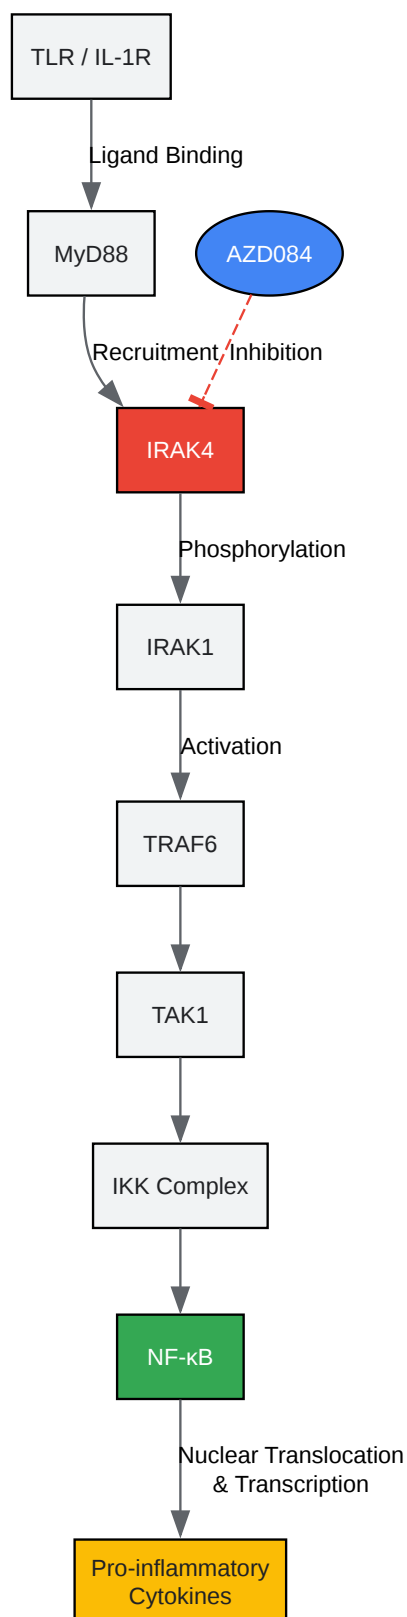 TLR / IL-1R
Ligand Binding
MyD88
AZD084
Recruitment
Inhibition
IRAK4
Phosphorylation
IRAK1
Activation
TRAF6
TAK1
IKK Complex
NF-κB
Nuclear Translocation
& Transcription
Pro-inflammatory
Cytokines